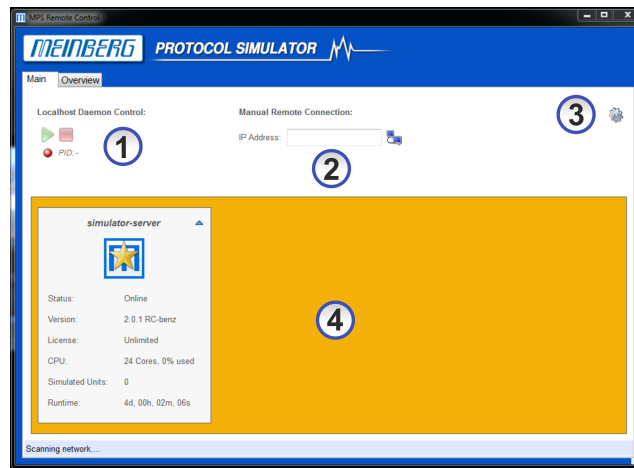 MPS Remote Control
MEINBERG PROTOCOL SIMULATOR
Main Overview
Localhost Daemon Control: Manual Remote Connection:
3
IP Address:
1
PID: -
2
simulator-server
Status: Online
Version: 2.0.1 RC-benz
4
License: Unlimited
CPU: 24 Cores, 0% used
Simulated Units: 0
Runtime: 4d, 00h, 02m, 06s
Scanning network....